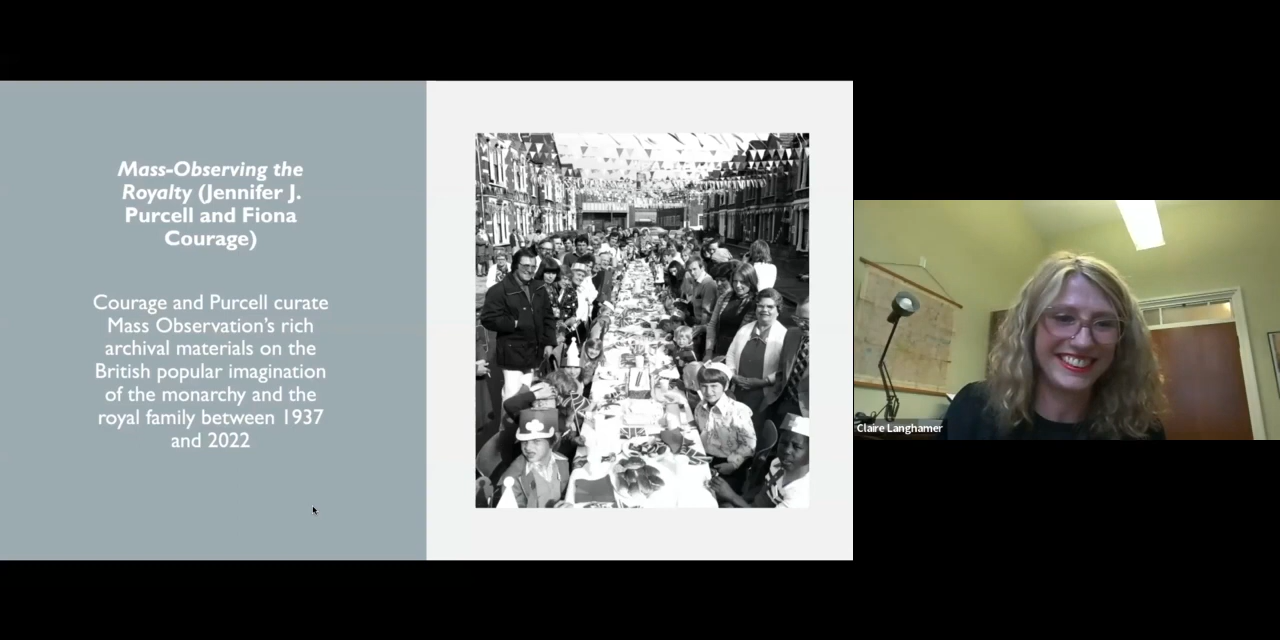 Mass-Observing the
Royalty (Jennifer J.
Purcell and Fiona
Courage)
Courage and Purcell curate
Mass Observation’s rich
archival materials on the
British popular imagination
of the monarchy and the
royal family between 1937
and 2022
Claire Langhamer